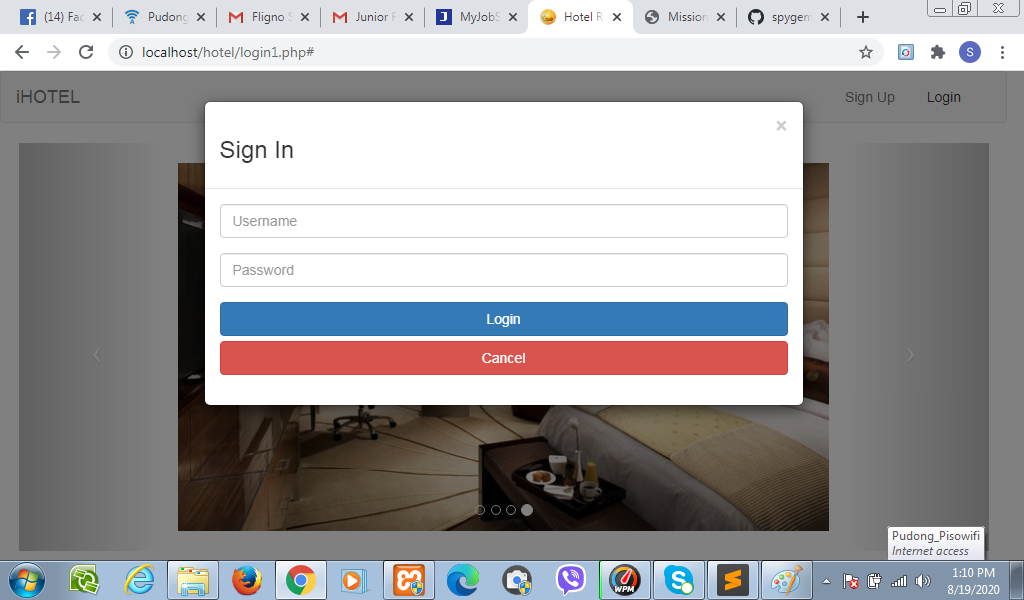 (14) Fac
Pudong
Fligno S
Junior F
MyJobS
Hotel R
Mission
spygem
localhost/hotel/login1.php#
S
iHOTEL
Sign Up
Login
×
Sign In
Username
Password
Login
Cancel
Pudong_Pisowifi
Internet access
WPM
1:10 PM
8/19/2020